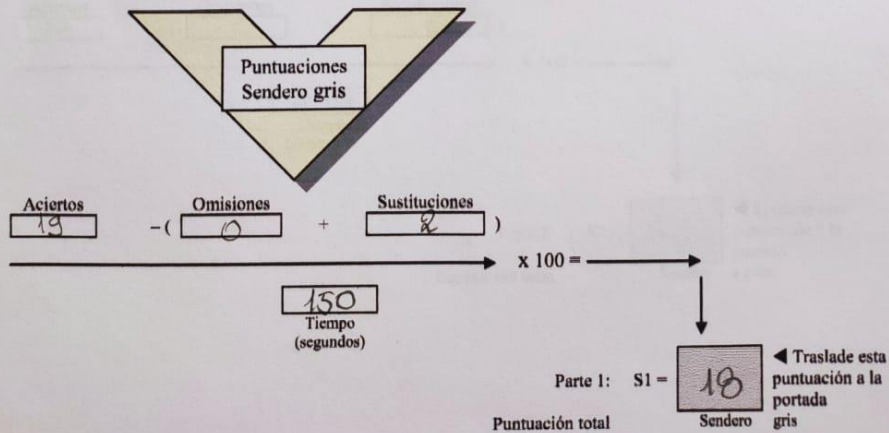 Puntuaciones
Sendero gris
Aciertos Omisiones Sustituciones
19 -( 0 + 2 )
x 100 =
150
Tiempo
(segundos)
Parte 1: S1 = 18
◄ Traslade esta
puntuación a la
portada
gris
Puntuación total Sendero